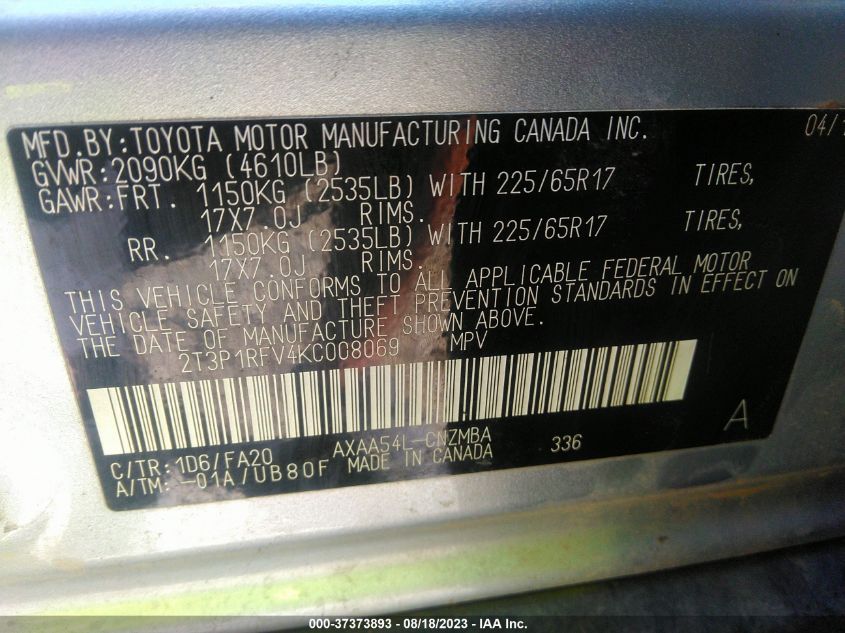 MFD.BY:TOYOTA MOTOR MANUFACTURING CANADA INC. 04/
GVWR:2090KG (4610LB)
GAWR:FRT. 1150KG (2535LB) WITH 225/65R17 TIRES,
17X7.0J RIMS.
RR. 1150KG (2535LB) WITH 225/65R17 TIRES,
17X7.0J RIMS.
THIS VEHICLE CONFORMS TO ALL APPLICABLE FEDERAL MOTOR
VEHICLE SAFETY AND THEFT PREVENTION STANDARDS IN EFFECT ON
THE DATE OF MANUFACTURE SHOWN ABOVE.
2T3P1RFV4KC008069 MPV
A
C/TR:1D6/FA20 AXAA54L-CNZMBA 336
A/TM:-01A/UB80F MADE IN CANADA
000-37373893 - 08/18/2023 - IAA Inc.